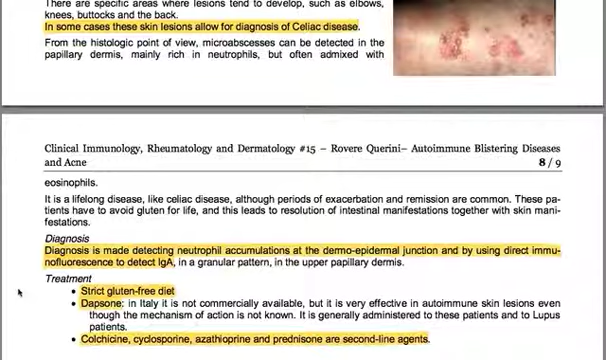 There are specific areas where lesions tend to develop, such as elbows,
knees, buttocks and the back.
In some cases these skin lesions allow for diagnosis of Celiac disease.
From the histologic point of view, microabscesses can be detected in the
papillary dermis, mainly rich in neutrophils, but often admixed with
Clinical Immunology, Rheumatology and Dermatology #15 – Rovere Querini– Autoimmune Blistering Diseases
and Acne 8 / 9
eosinophils.
It is a lifelong disease, like celiac disease, although periods of exacerbation and remission are common. These pa-
tients have to avoid gluten for life, and this leads to resolution of intestinal manifestations together with skin mani-
festations.
Diagnosis
Diagnosis is made detecting neutrophil accumulations at the dermo-epidermal junction and by using direct immu-
nofluorescence to detect IgA, in a granular pattern, in the upper papillary dermis.
Treatment
• Strict gluten-free diet
• Dapsone: in Italy it is not commercially available, but it is very effective in autoimmune skin lesions even
though the mechanism of action is not known. It is generally administered to these patients and to Lupus
patients.
• Colchicine, cyclosporine, azathioprine and prednisone are second-line agents.